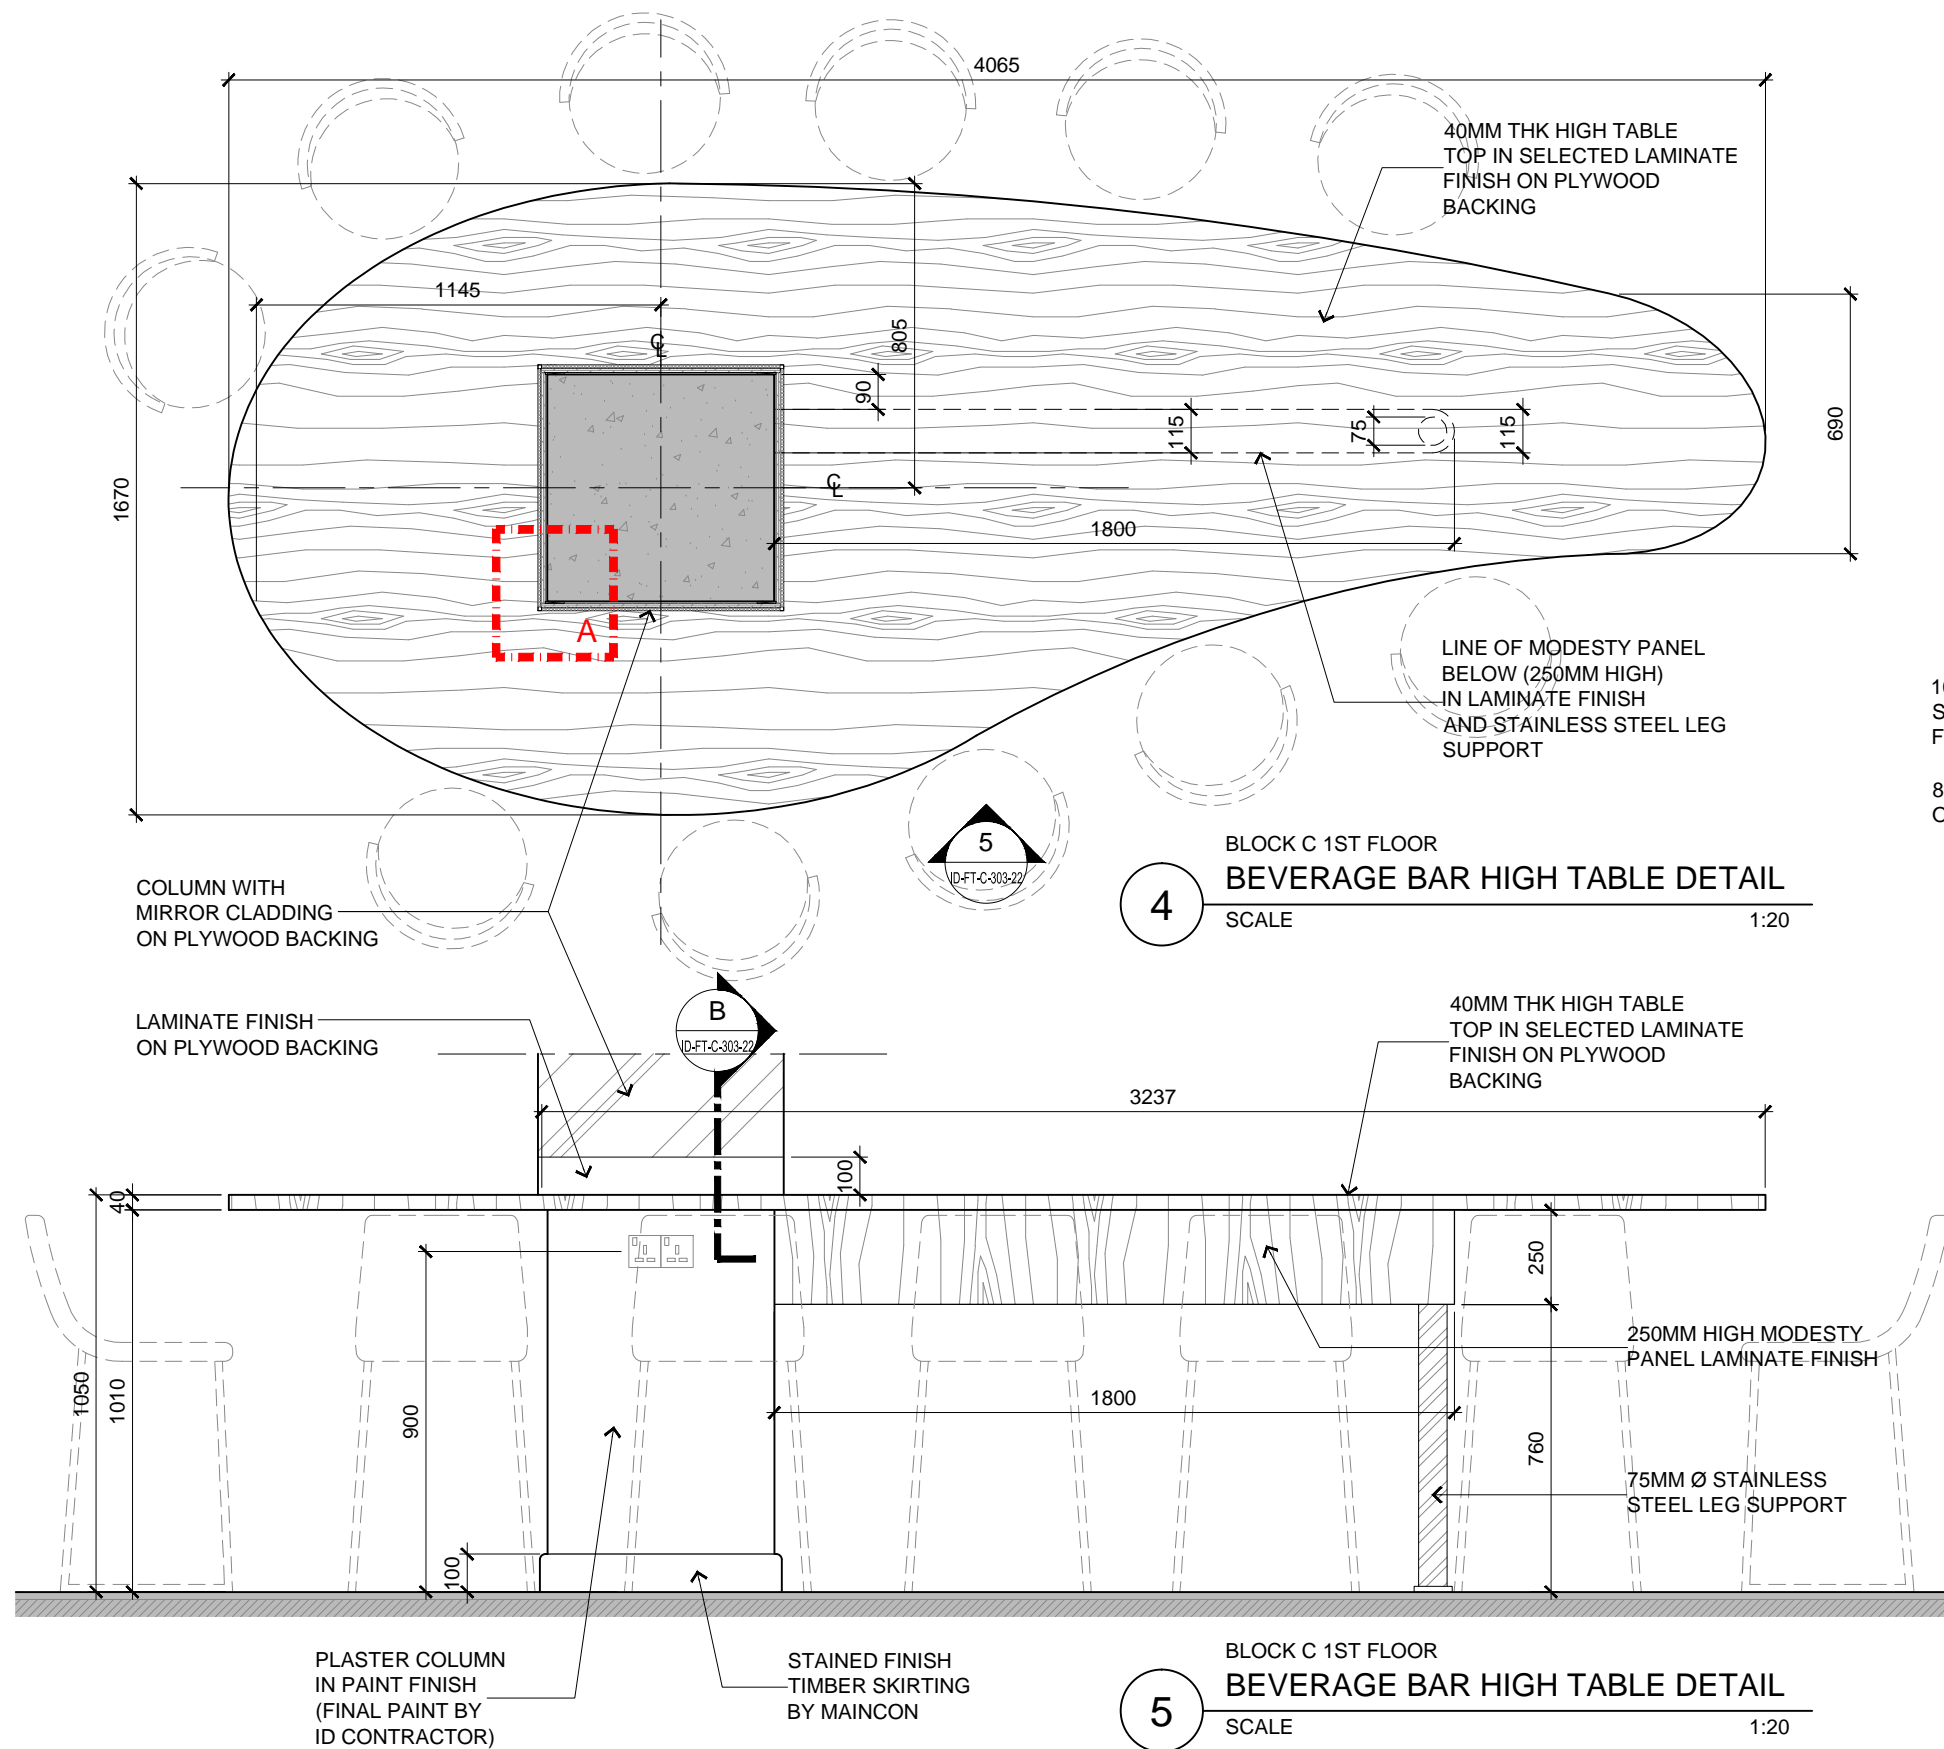 4065
40MM THK HIGH TABLE
TOP IN SELECTED LAMINATE
FINISH ON PLYWOOD
BACKING
1145
805
90
115
75
115
690
1670
1800
A
LINE OF MODESTY PANEL
BELOW (250MM HIGH)
IN LAMINATE FINISH
AND STAINLESS STEEL LEG
SUPPORT
5
ID-FT-C-303-22
COLUMN WITH
MIRROR CLADDING
ON PLYWOOD BACKING
4
BLOCK C 1ST FLOOR
BEVERAGE BAR HIGH TABLE DETAIL
SCALE 1:20
LAMINATE FINISH
ON PLYWOOD BACKING
B
ID-FT-C-303-22
40MM THK HIGH TABLE
TOP IN SELECTED LAMINATE
FINISH ON PLYWOOD
BACKING
3237
100
40
1050
1010
900
100
250
1800
760
250MM HIGH MODESTY
PANEL LAMINATE FINISH
75MM Ø STAINLESS
STEEL LEG SUPPORT
PLASTER COLUMN
IN PAINT FINISH
(FINAL PAINT BY
ID CONTRACTOR)
STAINED FINISH
TIMBER SKIRTING
BY MAINCON
5
BLOCK C 1ST FLOOR
BEVERAGE BAR HIGH TABLE DETAIL
SCALE 1:20